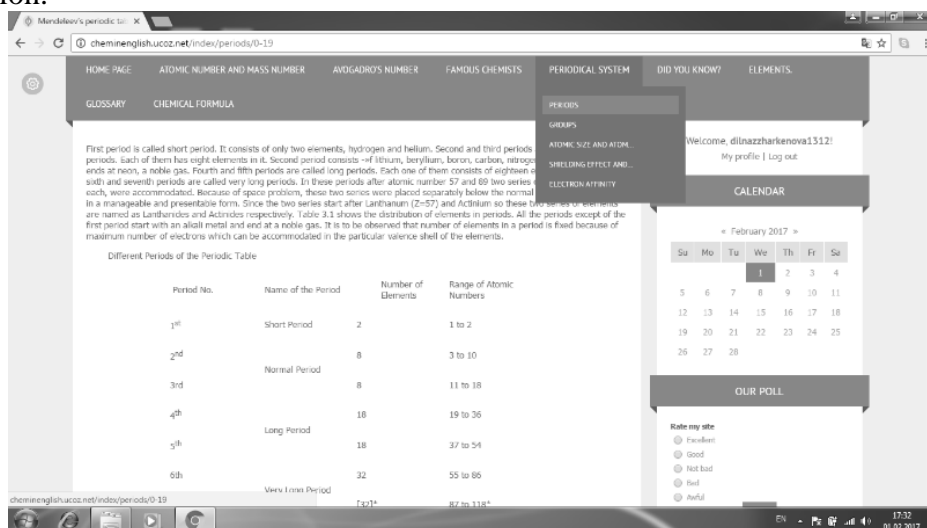 ion.
Mendeleev's periodic tab
cheminenglish.ucoz.net/index/periods/0-19
HOME PAGE ATOMIC NUMBER AND MASS NUMBER AVOGADRO'S NUMBER FAMOUS CHEMISTS PERIODICAL SYSTEM DID YOU KNOW? ELEMENTS.
GLOSSARY CHEMICAL FORMULA
PERIODS
GROUPS
ATOMIC SIZE AND ATOM...
SHIELDING EFFECT AND...
ELECTRON AFFINITY
First period is called short period. It consists of only two elements, hydrogen and helium. Second and third periods
periods. Each of them has eight elements in it. Second period consists of lithium, beryllium, boron, carbon, nitroge
ends at neon, a noble gas. Fourth and fifth periods are called long periods. Each one of them consists of eighteen e
sixth and seventh periods are called very long periods. In these periods after atomic number 57 and 89 two series
each, were accommodated. Because of space problem, these two series were placed separately below the normal
in a manageable and presentable form. Since the two series start after Lanthanum (Z=57) and Actinium so these two series of elements
are named as Lanthanides and Actinides respectively. Table 3.1 shows the distribution of elements in periods. All the periods except of the
first period start with an alkali metal and end at a noble gas. It is to be observed that number of elements in a period is fixed because of
maximum number of electrons which can be accommodated in the particular valence shell of the elements.
Different Periods of the Periodic Table
Period No. Name of the Period Number of Elements Range of Atomic Numbers
1st Short Period 2 1 to 2
2nd 8 3 to 10
Normal Period
3rd 8 11 to 18
4th 18 19 to 36
Long Period
5th 18 37 to 54
6th 32 55 to 86
Very Long Period
[32]* 87 to 118*
Welcome, dilnazzharkenova1312!
My profile | Log out
CALENDAR
« February 2017 »
Su Mo Tu We Th Fr Sa
1 2 3 4
5 6 7 8 9 10 11
12 13 14 15 16 17 18
19 20 21 22 23 24 25
26 27 28
OUR POLL
Rate my site
Excellent
Good
Not bad
Bad
Awful
cheminenglish.ucoz.net/index/periods/0-19
EN 17:32
01.02.2017